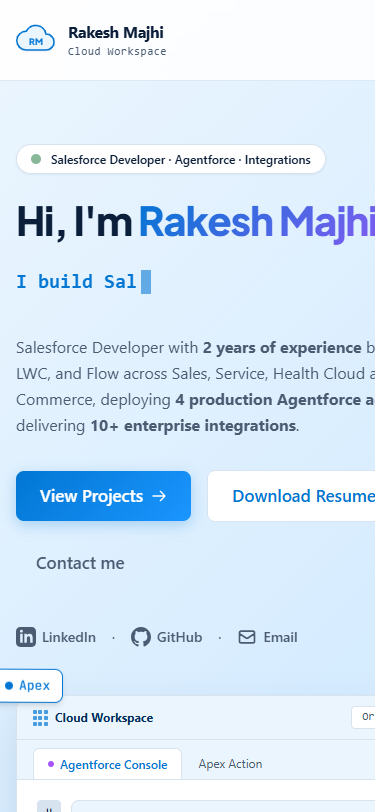 RM
Rakesh Majhi
Cloud Workspace
Salesforce Developer · Agentforce · Integrations
Hi, I'm Rakesh Majhi
I build Sal
Salesforce Developer with 2 years of experience b
LWC, and Flow across Sales, Service, Health Cloud a
Commerce, deploying 4 production Agentforce a
delivering 10+ enterprise integrations.
View Projects →
Download Resume
Contact me
LinkedIn · GitHub · Email
Apex
Cloud Workspace
Or
Agentforce Console
Apex Action